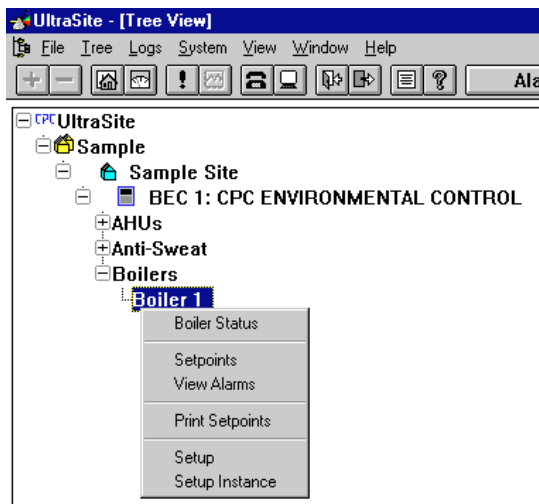 UltraSite - [Tree View]
File Tree Logs System View Window Help
Ala
CPC UltraSite
Sample
Sample Site
BEC 1: CPC ENVIRONMENTAL CONTROL
AHUs
Anti-Sweat
Boilers
Boiler 1
Boiler Status
Setpoints
View Alarms
Print Setpoints
Setup
Setup Instance